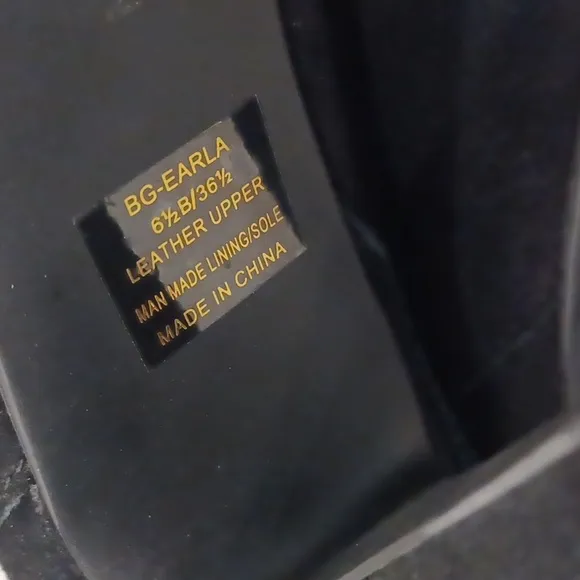 BG-EARLA
6½B/36½
LEATHER UPPER
MAN MADE LINING/SOLE
MADE IN CHINA